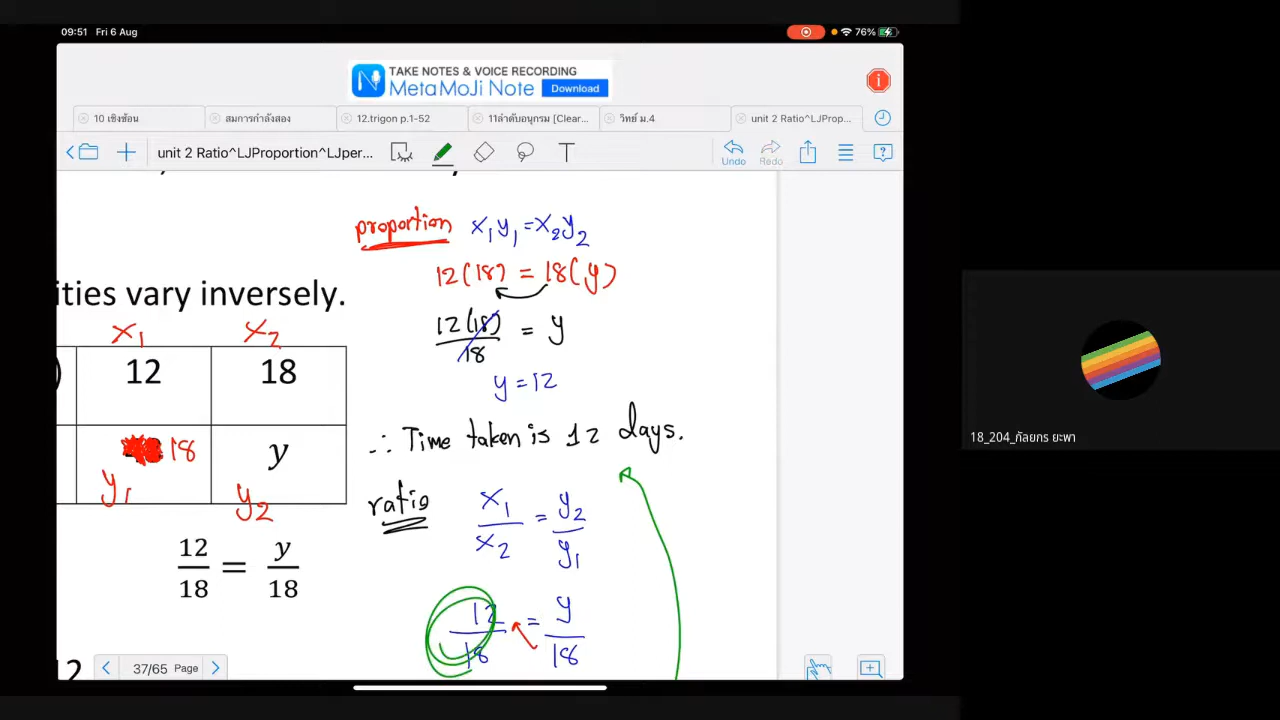 09:51 Fri 6 Aug
76%
TAKE NOTES & VOICE RECORDING
MetaMoJi Note Download
10 เชิงซ้อน
สมการกำลังสอง
12.trigon p.1-52
11ลำดับอนุกรม [Clear...
วิทย์ ม.4
unit 2 Ratio^LJProp...
unit 2 Ratio^LJProportion^LJper...
T
Undo
Redo
proportion x₁y₁=x₂y₂
12(18) = 18(y)
ities vary inversely.
12(18)/18 = y
x₁ x₂
) 12 18
y = 12
18 y
y₁ y₂
∴ Time taken is 12 days.
ratio x₁/x₂ = y₂/y₁
12/18 = y/18
12/18 = y/18
12
37/65 Page
18_204_กัลยกร ยะพา